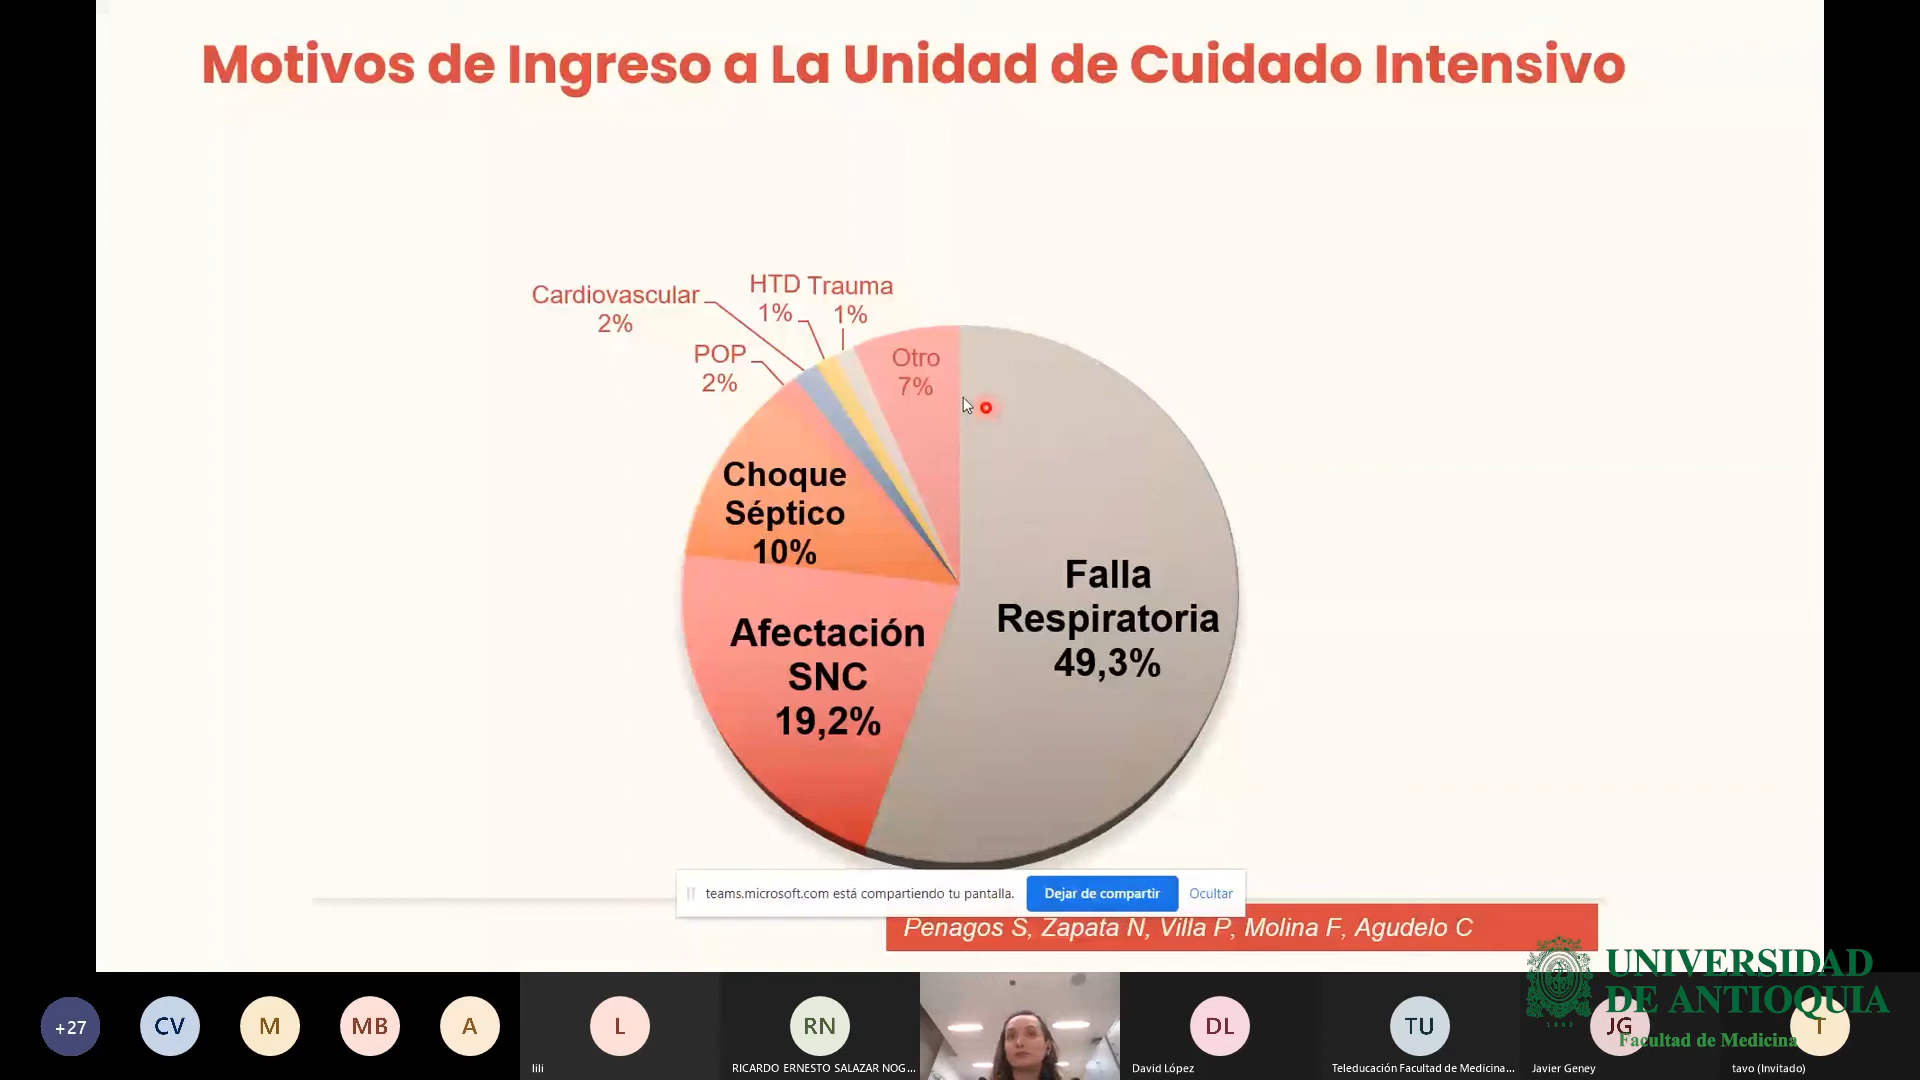 Motivos de Ingreso a La Unidad de Cuidado Intensivo
Cardiovascular
2%
HTD
1%
Trauma
1%
POP
2%
Otro
7%
Choque
Séptico
10%
Afectación
SNC
19,2%
Falla
Respiratoria
49,3%
teams.microsoft.com está compartiendo tu pantalla.
Dejar de compartir
Ocultar
Penagos S, Zapata N, Villa P, Molina F, Agudelo C
UNIVERSIDAD
DE ANTIOQUIA
1803
Facultad de Medicina
+27
CV
M
MB
A
L
lili
RN
RICARDO ERNESTO SALAZAR NOG...
DL
David López
TU
Teleducación Facultad de Medicina...
JG
Javier Geney
T
tavo (Invitado)